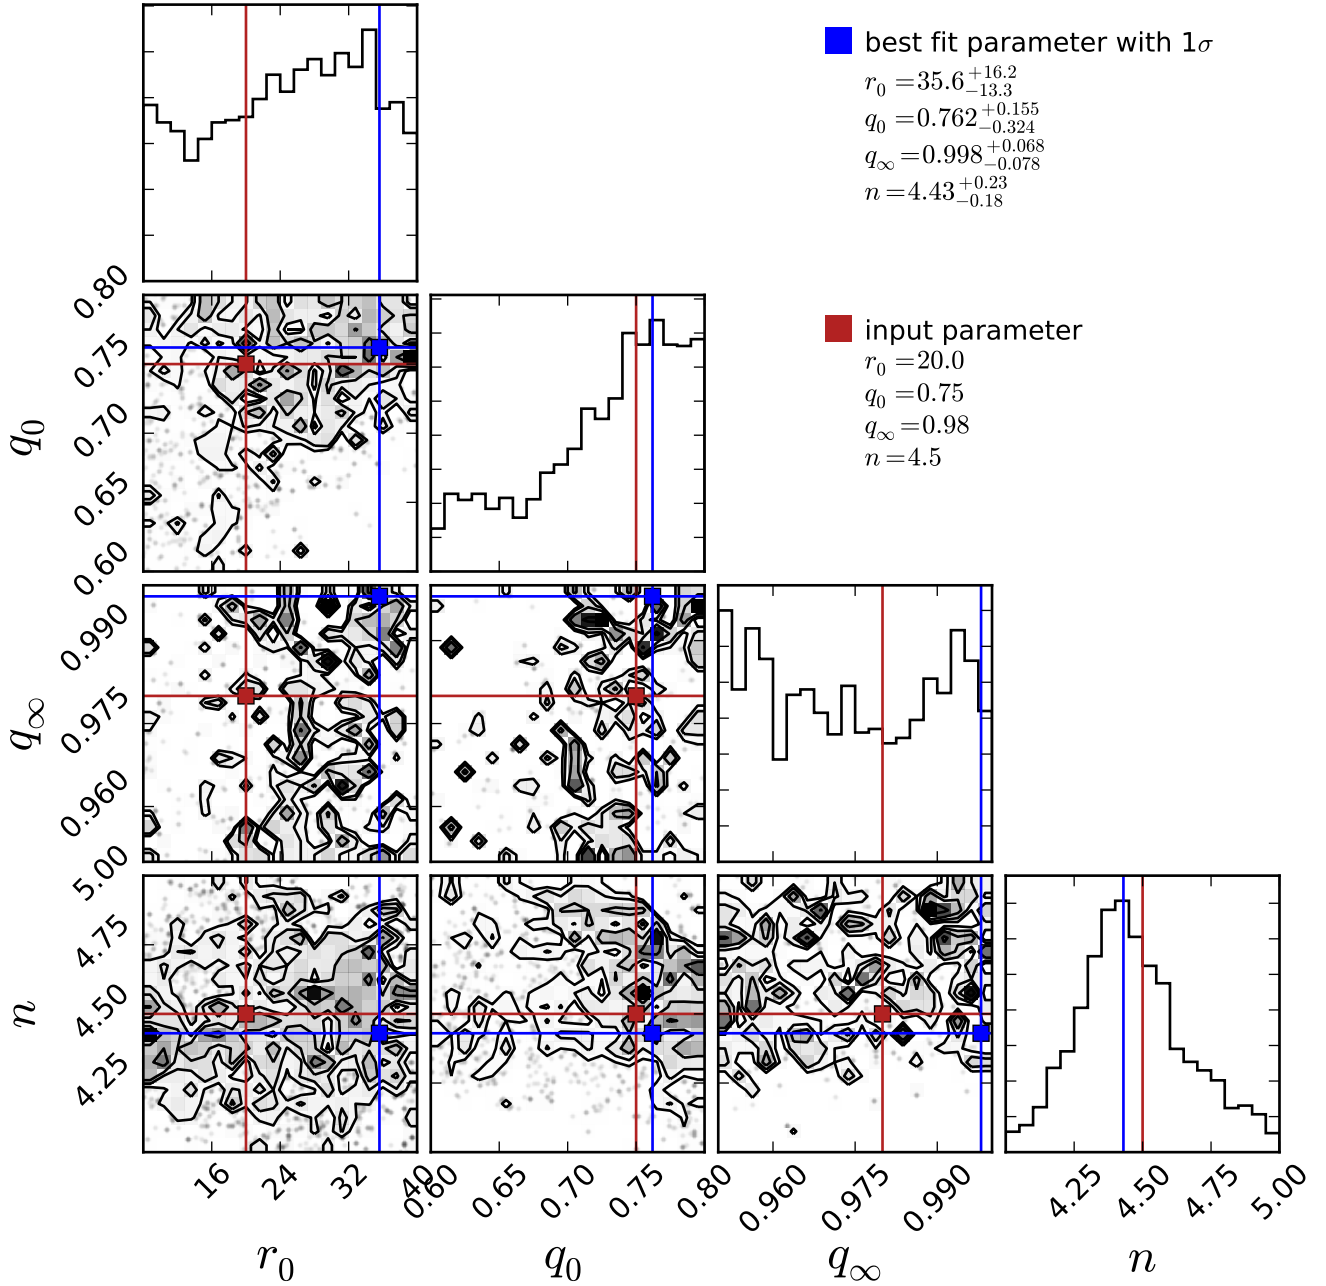 best fit parameter with 1σ
r₀ =35.6 +16.2 −13.3
q₀ =0.762 +0.155 −0.324
q∞ =0.998 +0.068 −0.078
n =4.43 +0.23 −0.18
input parameter
r₀ =20.0
q₀ =0.75
q∞ =0.98
n =4.5
0.80
0.75
0.70
0.65
0.60
q₀
0.990
0.975
0.960
q∞
5.00
4.75
4.50
4.25
n
16 24 32 40
r₀
0.60 0.65 0.70 0.75 0.80
q₀
0.960 0.975 0.990
q∞
4.25 4.50 4.75 5.00
n